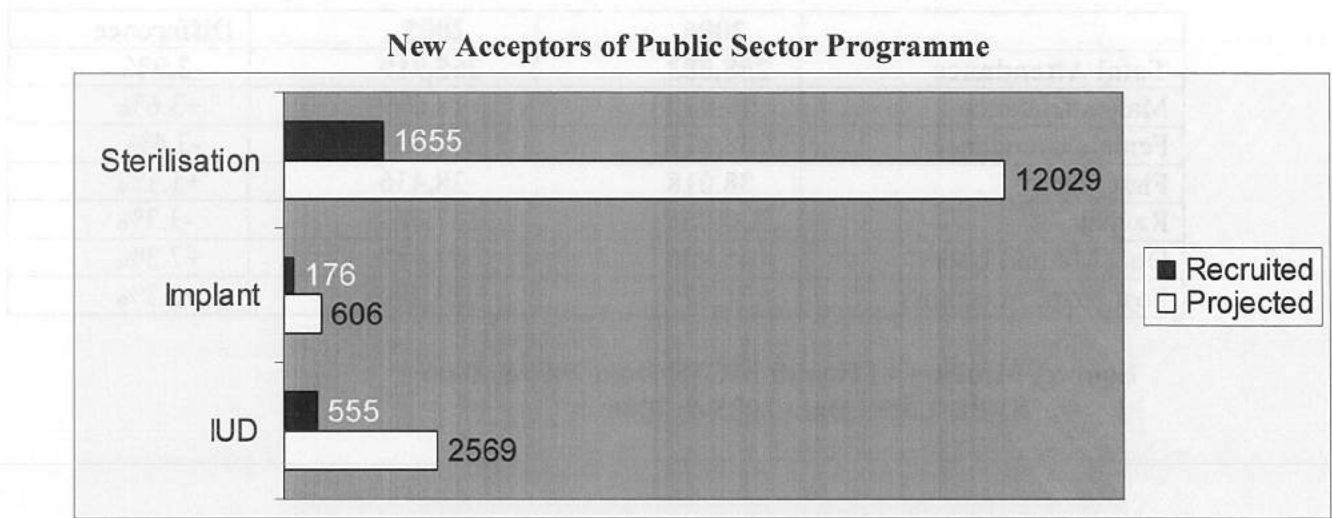 New Acceptors of Public Sector Programme
Sterilisation
1655
12029
Implant
176
606
IUD
555
2569
Recruited
Projected